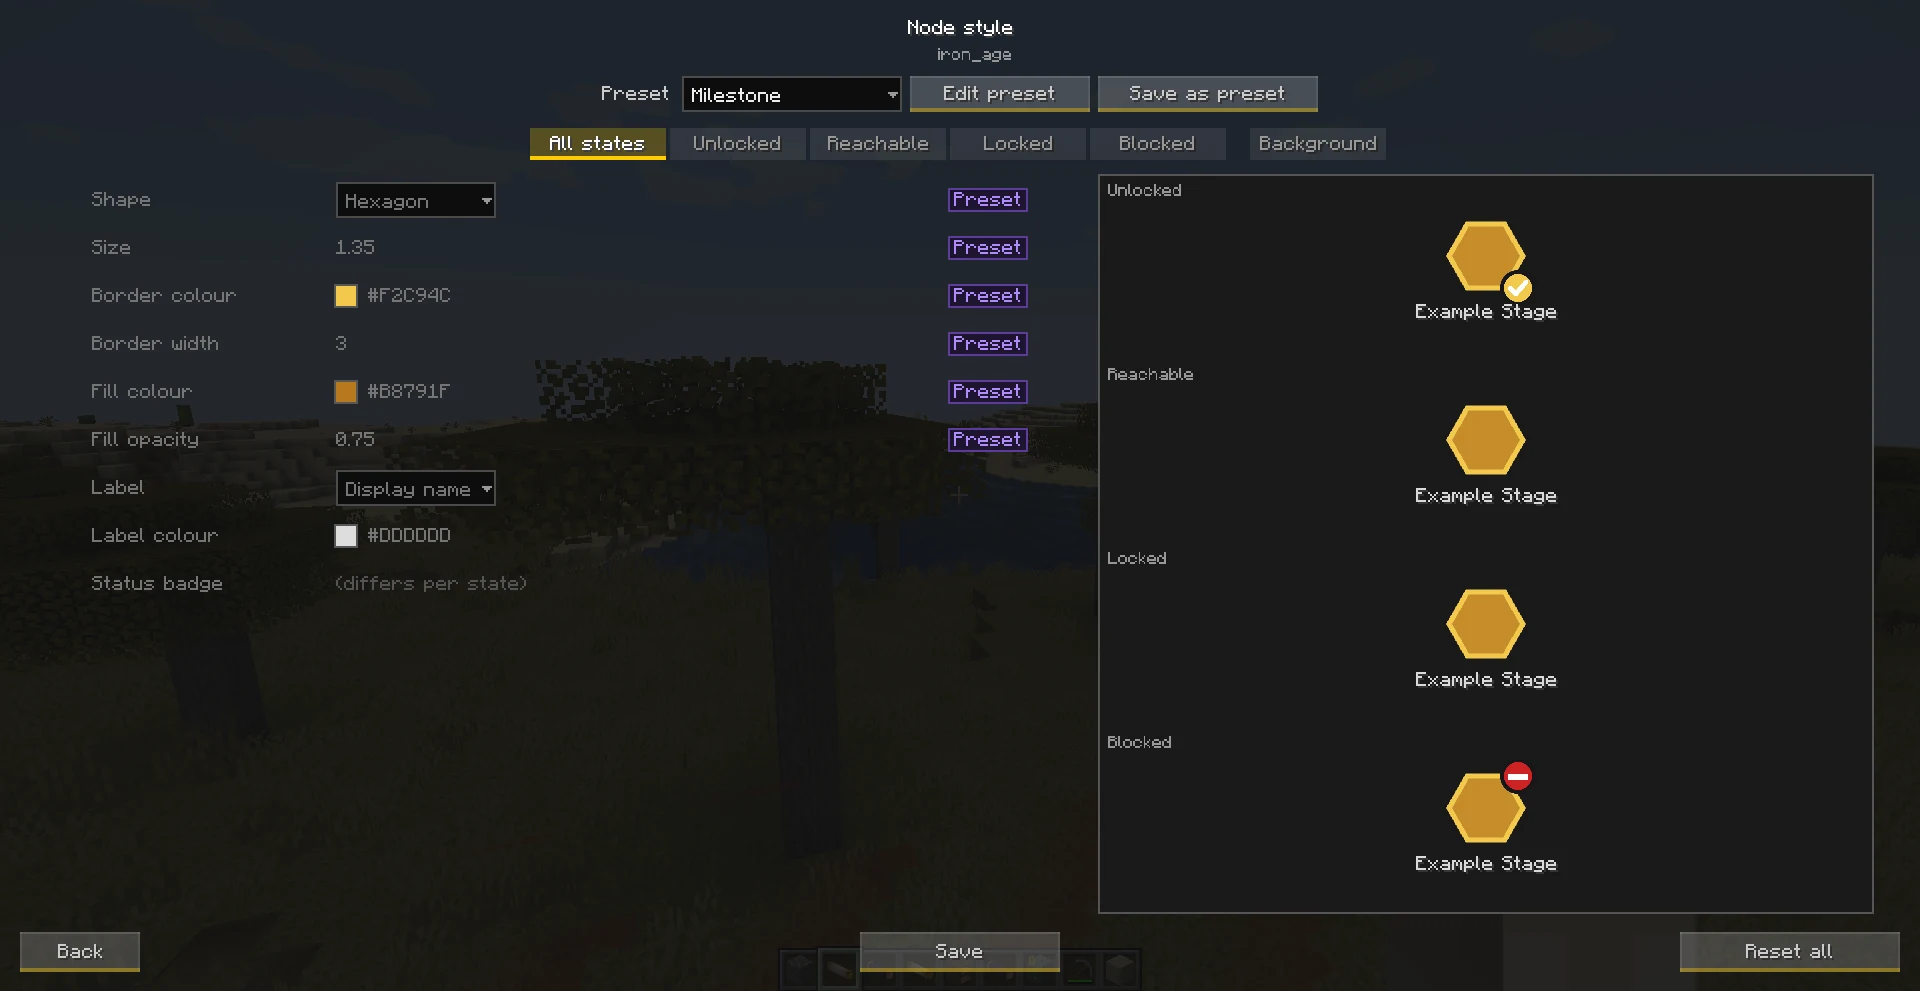 Node style
iron_age
Preset Milestone Edit preset Save as preset
All states Unlocked Reachable Locked Blocked Background
Shape Hexagon Preset
Size 1.35 Preset
Border colour #F2C94C Preset
Border width 3 Preset
Fill colour #B8791F Preset
Fill opacity 0.75 Preset
Label Display name
Label colour #DDDDDD
Status badge (differs per state)
Unlocked
Example Stage
Reachable
Example Stage
Locked
Example Stage
Blocked
Example Stage
Back Save Reset all